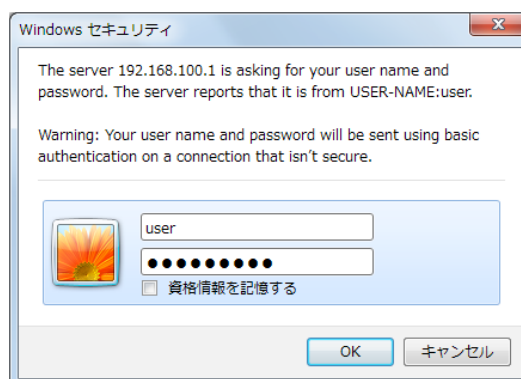 Windows セキュリティ
The server 192.168.100.1 is asking for your user name and
password. The server reports that it is from USER-NAME:user.
Warning: Your user name and password will be sent using basic
authentication on a connection that isn't secure.
user
●●●●●●●●●
資格情報を記憶する
OK
キャンセル